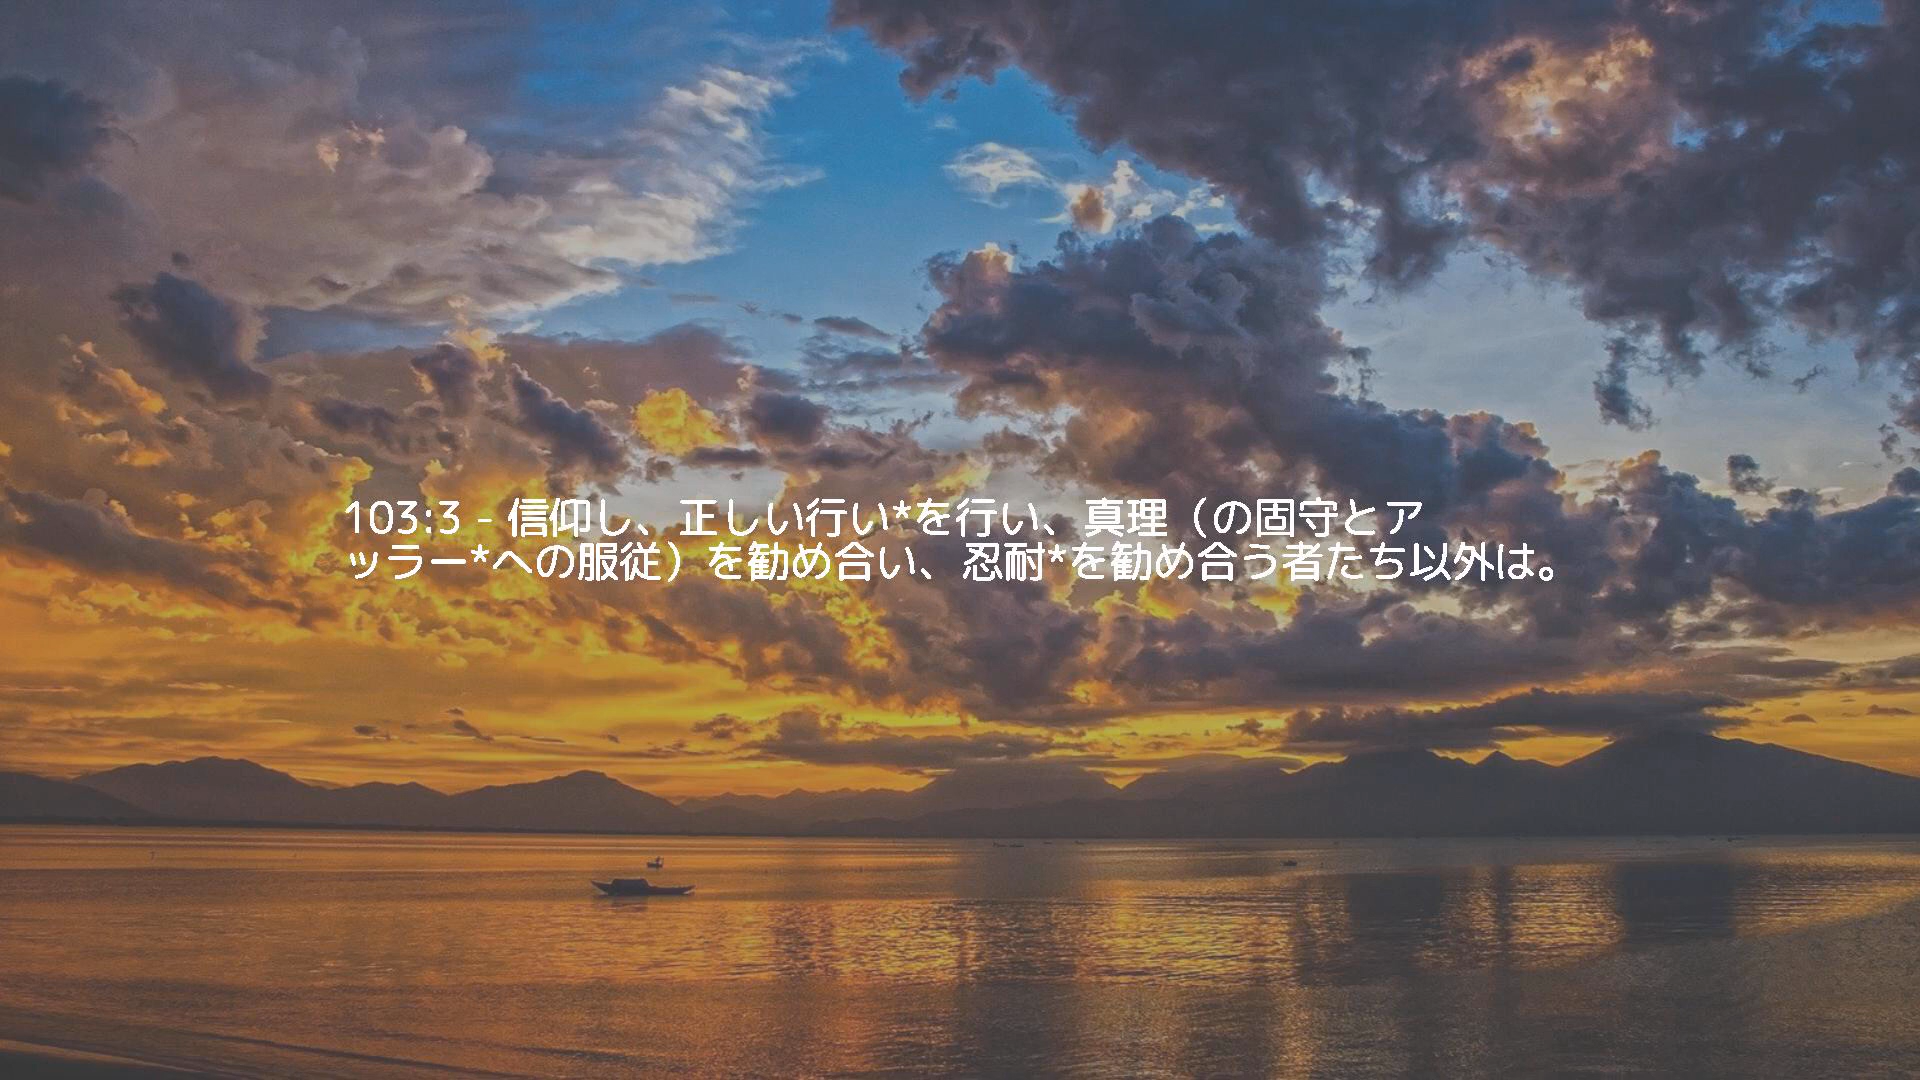 103:3 - 信仰し、正しい行い*を行い、真理（の固守とア
ッラー*への服従）を勧め合い、忍耐*を勧め合う者たち以外は。